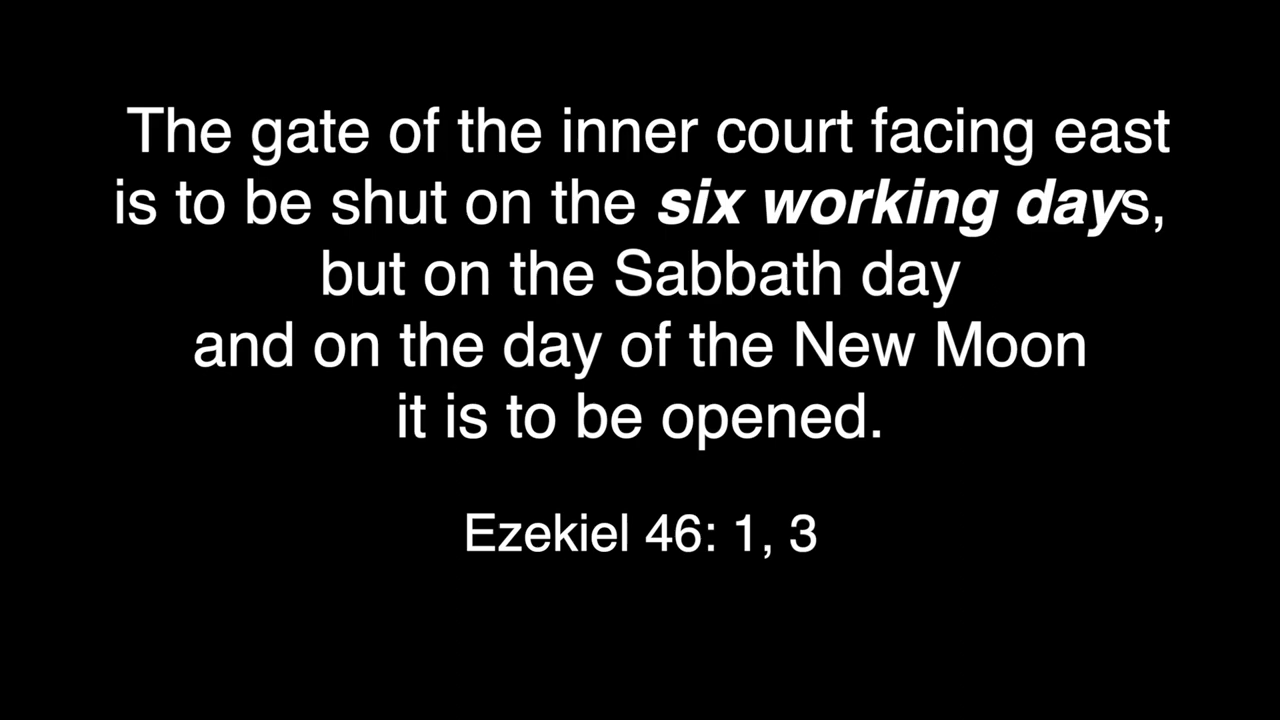 The gate of the inner court facing east
is to be shut on the six working days,
but on the Sabbath day
and on the day of the New Moon
it is to be opened.
Ezekiel 46: 1, 3